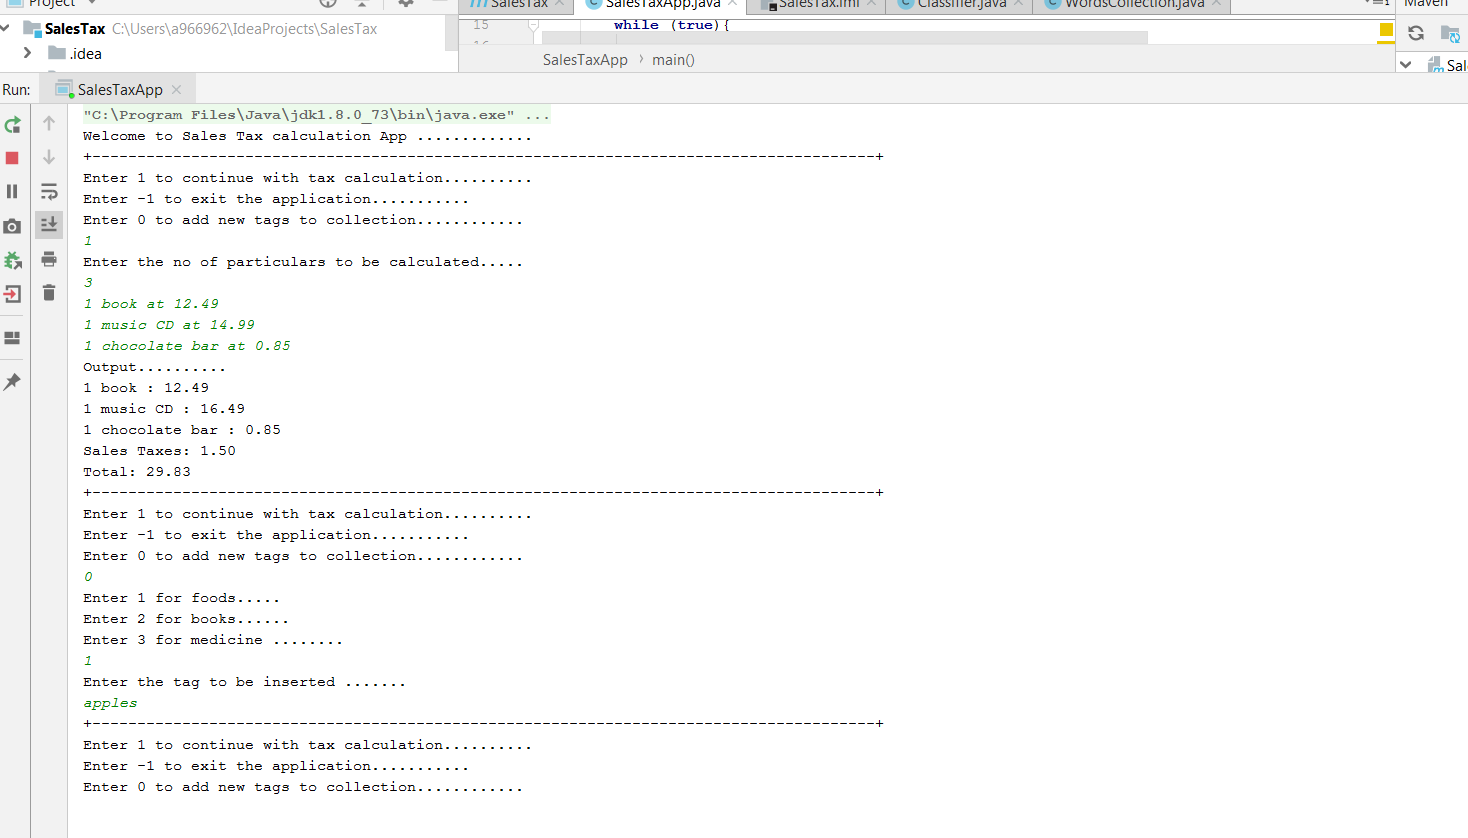 Project
SalesTax C:\Users\a966962\IdeaProjects\SalesTax
.idea
SalesTax
SalesTaxApp.java
SalesTax.iml
Classifier.java
WordsCollection.java
Maven
15 while (true){
SalesTaxApp › main()
Sal
Run: SalesTaxApp
"C:\Program Files\Java\jdk1.8.0_73\bin\java.exe" ...
Welcome to Sales Tax calculation App .............
+---------------------------------------------------------------------------------------+
Enter 1 to continue with tax calculation..........
Enter -1 to exit the application...........
Enter 0 to add new tags to collection............
1
Enter the no of particulars to be calculated.....
3
1 book at 12.49
1 music CD at 14.99
1 chocolate bar at 0.85
Output..........
1 book : 12.49
1 music CD : 16.49
1 chocolate bar : 0.85
Sales Taxes: 1.50
Total: 29.83
+---------------------------------------------------------------------------------------+
Enter 1 to continue with tax calculation..........
Enter -1 to exit the application...........
Enter 0 to add new tags to collection............
0
Enter 1 for foods.....
Enter 2 for books......
Enter 3 for medicine ........
1
Enter the tag to be inserted .......
apples
+---------------------------------------------------------------------------------------+
Enter 1 to continue with tax calculation..........
Enter -1 to exit the application...........
Enter 0 to add new tags to collection............